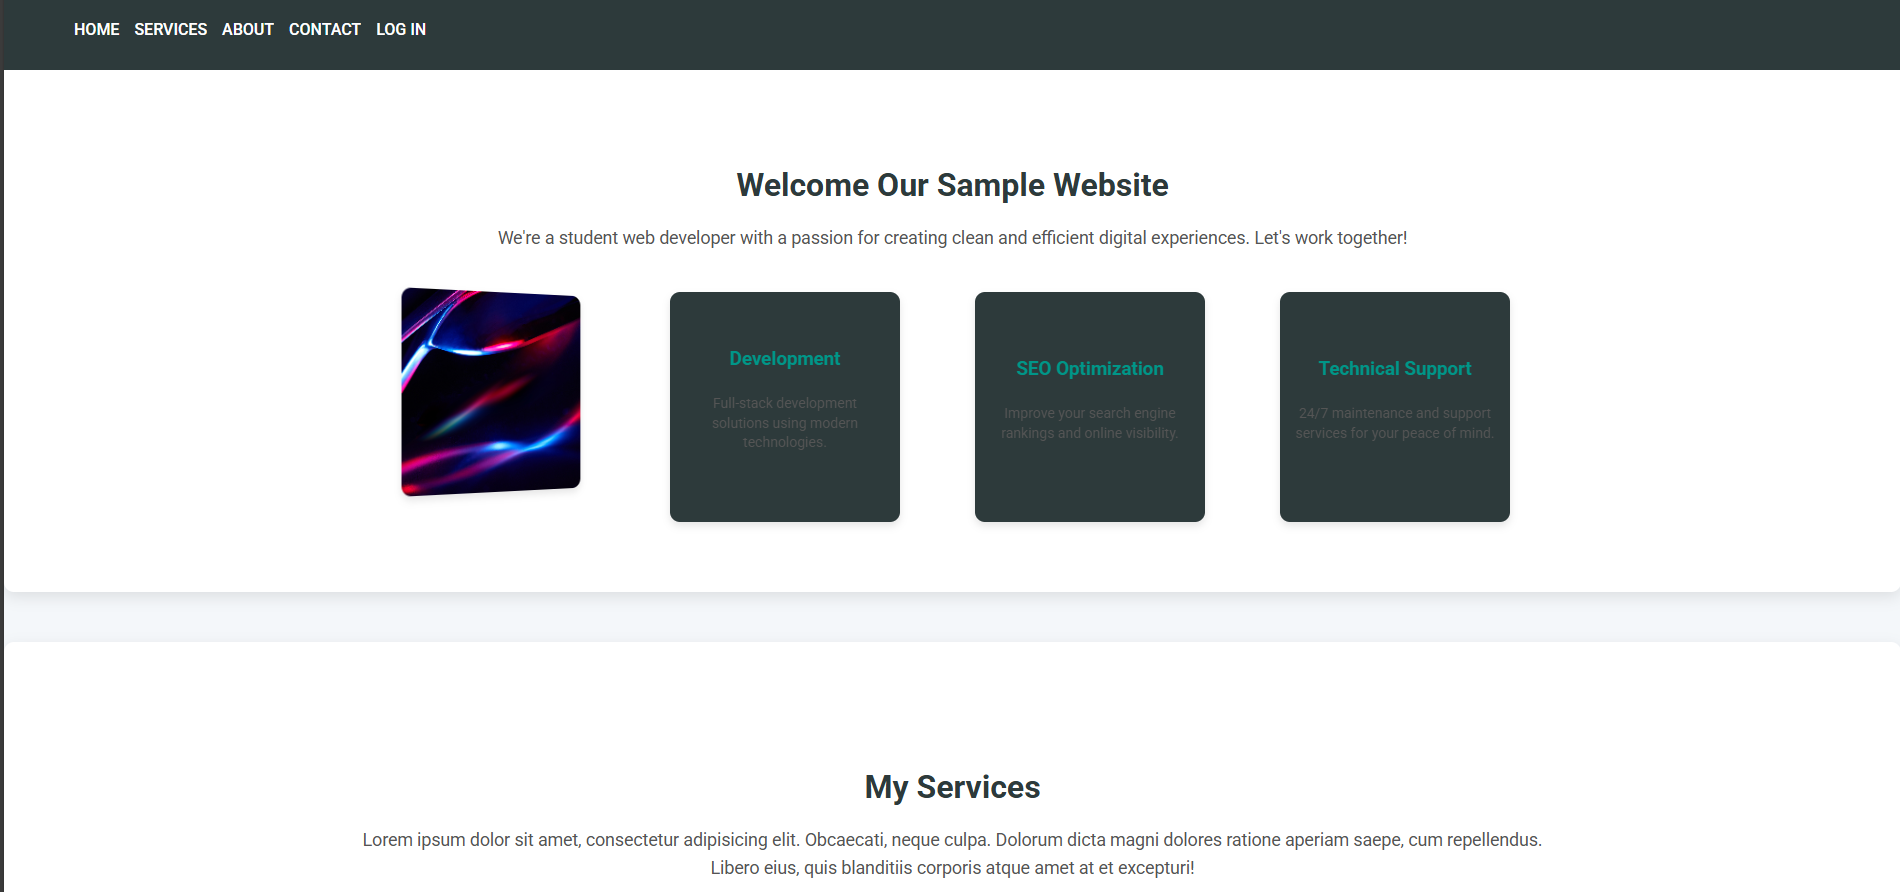 HOME SERVICES ABOUT CONTACT LOG IN
Welcome Our Sample Website
We're a student web developer with a passion for creating clean and efficient digital experiences. Let's work together!
Development
Full-stack development
solutions using modern
technologies.
SEO Optimization
Improve your search engine
rankings and online visibility.
Technical Support
24/7 maintenance and support
services for your peace of mind.
My Services
Lorem ipsum dolor sit amet, consectetur adipisicing elit. Obcaecati, neque culpa. Dolorum dicta magni dolores ratione aperiam saepe, cum repellendus.
Libero eius, quis blanditiis corporis atque amet at et excepturi!